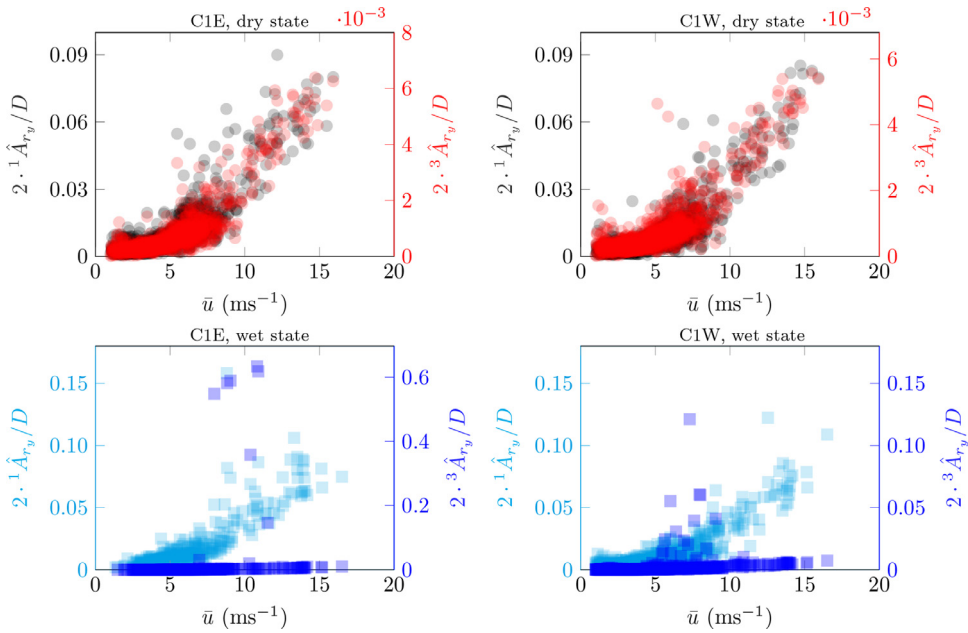 C1E, dry state
·10⁻³
0.09
0.06
0.03
0
2 · ¹Â_{r_y}/D
8
6
4
2
0
2 · ³Â_{r_y}/D
0 5 10 15 20
ū (ms⁻¹)
C1W, dry state
·10⁻³
0.09
0.06
0.03
0
2 · ¹Â_{r_y}/D
6
4
2
0
2 · ³Â_{r_y}/D
0 5 10 15 20
ū (ms⁻¹)
C1E, wet state
0.15
0.10
0.05
0
2 · ¹Â_{r_y}/D
0.6
0.4
0.2
0
2 · ³Â_{r_y}/D
0 5 10 15 20
ū (ms⁻¹)
C1W, wet state
0.15
0.10
0.05
0
2 · ¹Â_{r_y}/D
0.15
0.10
0.05
0
2 · ³Â_{r_y}/D
0 5 10 15 20
ū (ms⁻¹)